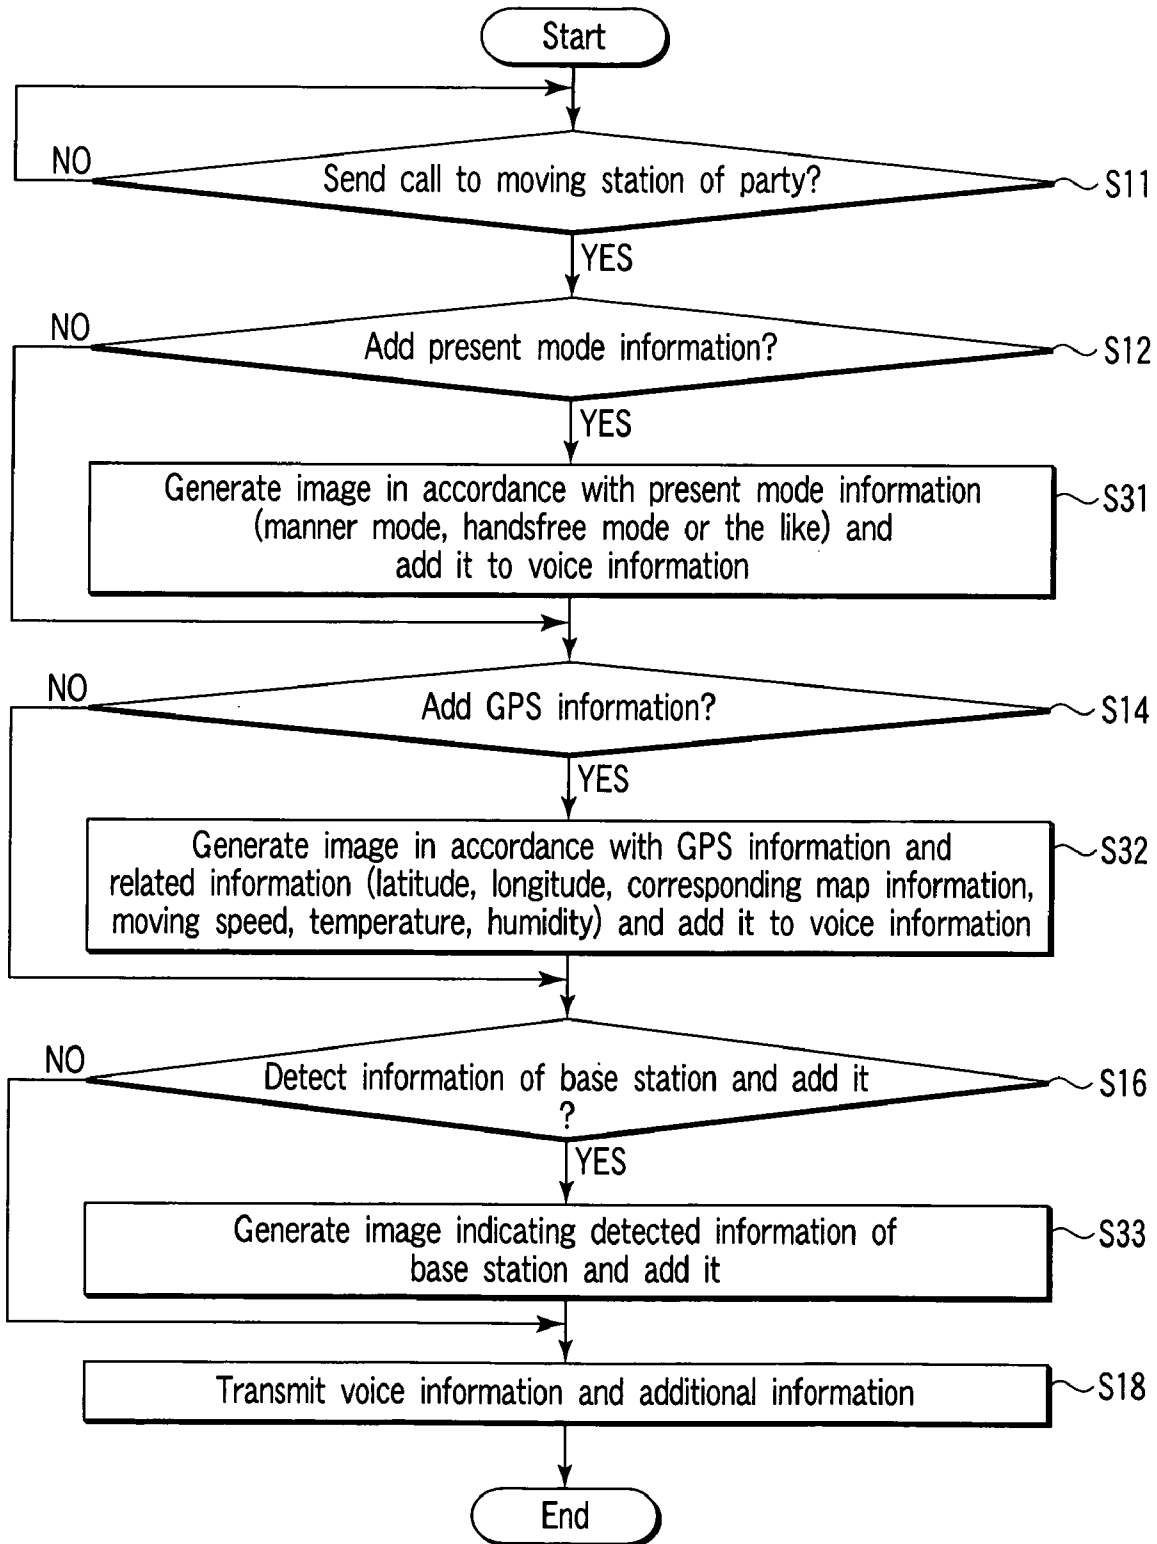 Start
NO
Send call to moving station of party?
S11
YES
NO
Add present mode information?
S12
YES
Generate image in accordance with present mode information
(manner mode, handsfree mode or the like) and
add it to voice information
S31
NO
Add GPS information?
S14
YES
Generate image in accordance with GPS information and
related information (latitude, longitude, corresponding map information,
moving speed, temperature, humidity) and add it to voice information
S32
NO
Detect information of base station and add it
?
S16
YES
Generate image indicating detected information of
base station and add it
S33
Transmit voice information and additional information
S18
End